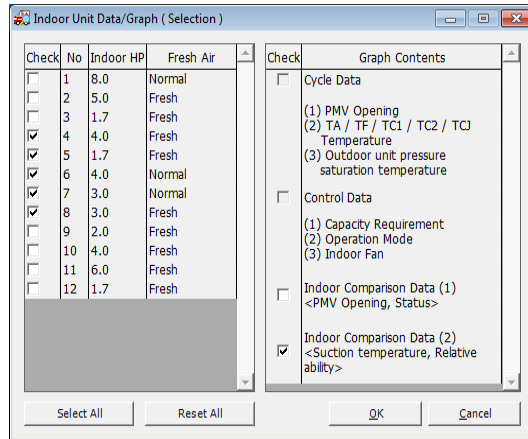 Indoor Unit Data/Graph ( Selection )
Check No Indoor HP Fresh Air
1 8.0 Normal
2 5.0 Fresh
3 1.7 Fresh
4 4.0 Fresh
5 1.7 Fresh
6 4.0 Normal
7 3.0 Normal
8 3.0 Fresh
9 2.0 Fresh
10 4.0 Fresh
11 6.0 Fresh
12 1.7 Fresh
Check Graph Contents
Cycle Data
(1) PMV Opening
(2) TA / TF / TC1 / TC2 / TCJ
Temperature
(3) Outdoor unit pressure
saturation temperature
Control Data
(1) Capacity Requirement
(2) Operation Mode
(3) Indoor Fan
Indoor Comparison Data (1)
<PMV Opening, Status>
Indoor Comparison Data (2)
<Suction temperature, Relative
ability>
Select All
Reset All
OK
Cancel